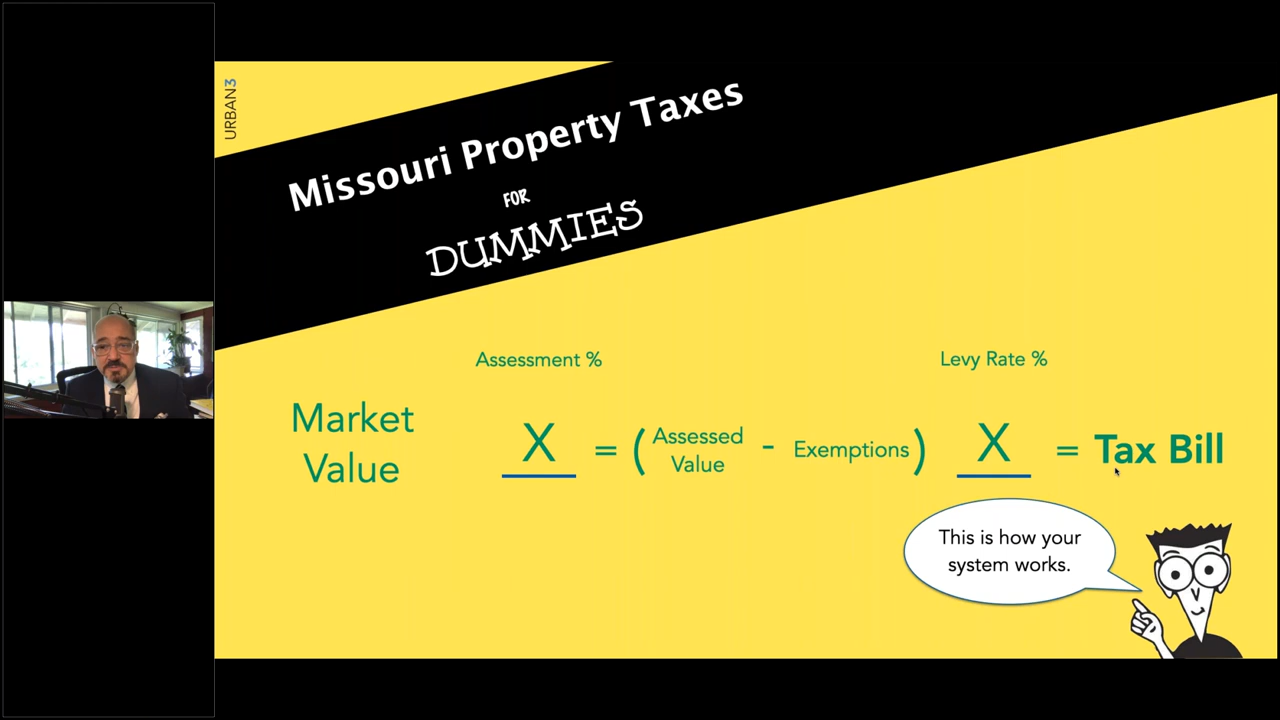 URBAN3
Missouri Property Taxes
FOR
DUMMIES
Assessment %
Levy Rate %
Market
Value
X = (Assessed
Value - Exemptions) X = Tax Bill
This is how your
system works.